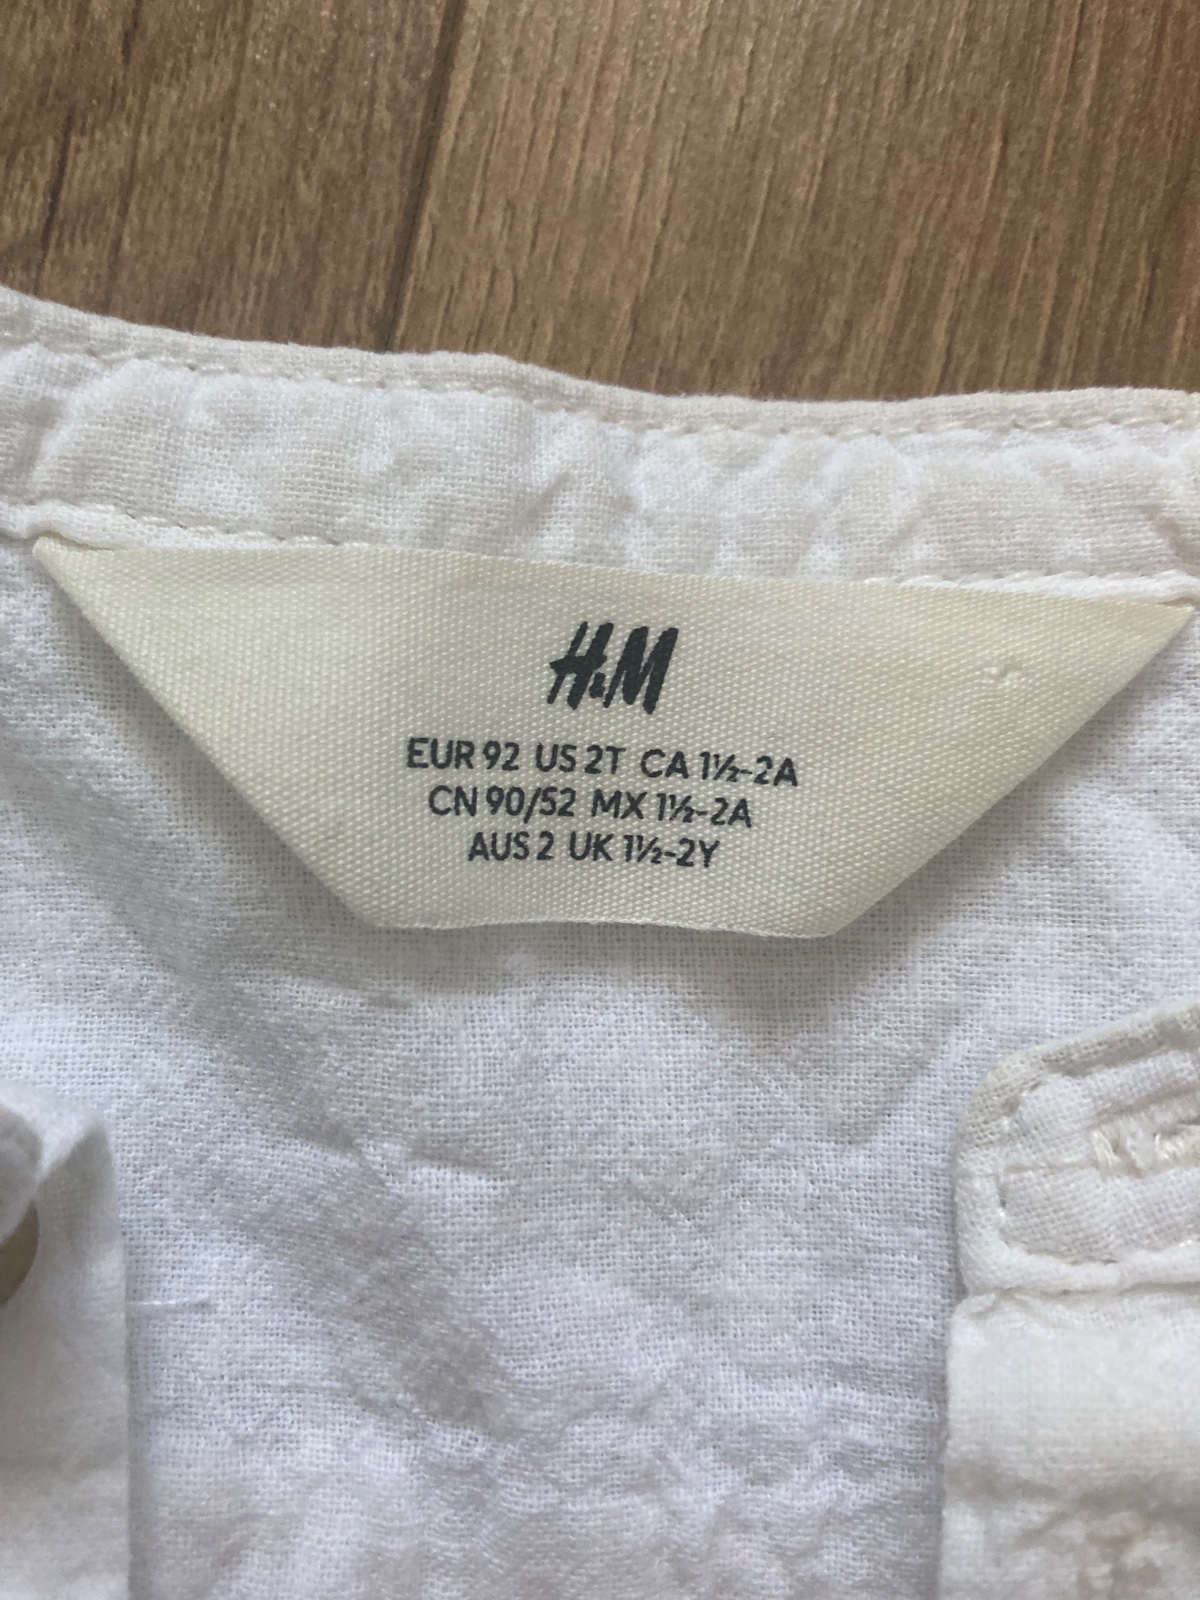 H&M
EUR 92 US 2T CA 1½-2A
CN 90/52 MX 1½-2A
AUS 2 UK 1½-2Y